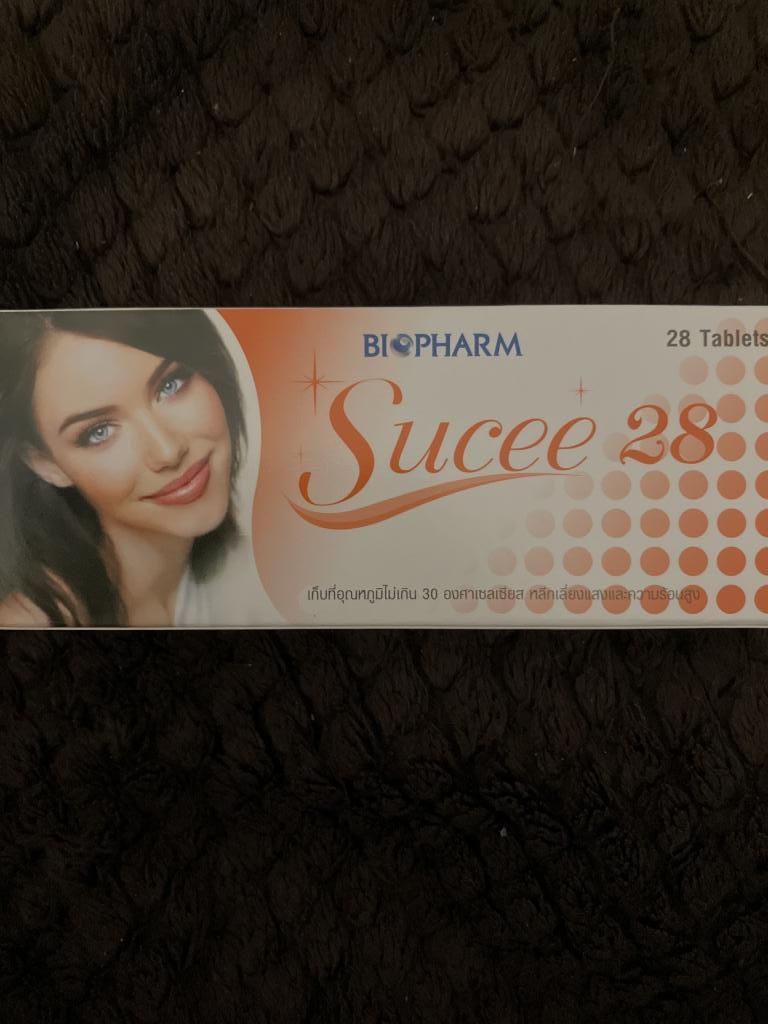 BIOPHARM
28 Tablets
Sucee 28
เก็บที่อุณหภูมิไม่เกิน 30 องศาเซลเซียส หลีกเลี่ยงแสงและความร้อนสูง